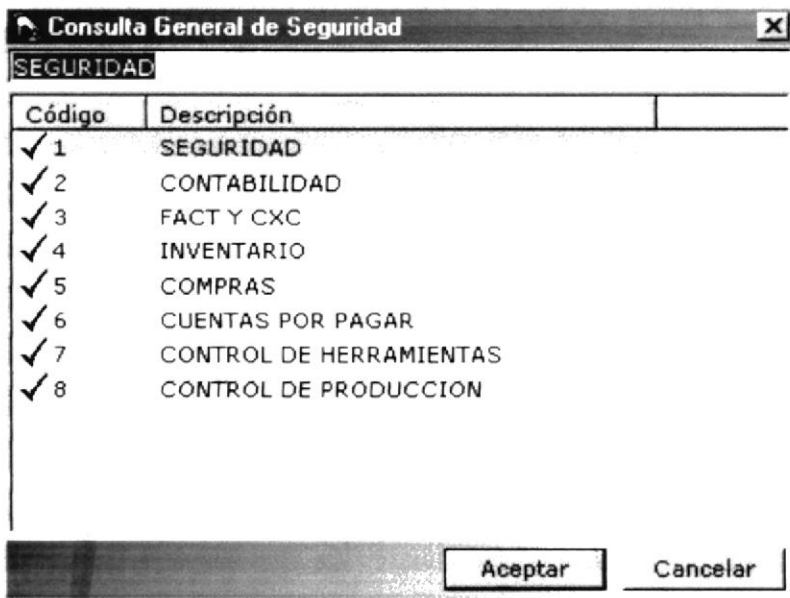 Consulta General de Seguridad
SEGURIDAD
Código Descripción
1 SEGURIDAD
2 CONTABILIDAD
3 FACT Y CXC
4 INVENTARIO
5 COMPRAS
6 CUENTAS POR PAGAR
7 CONTROL DE HERRAMIENTAS
8 CONTROL DE PRODUCCION
Aceptar Cancelar